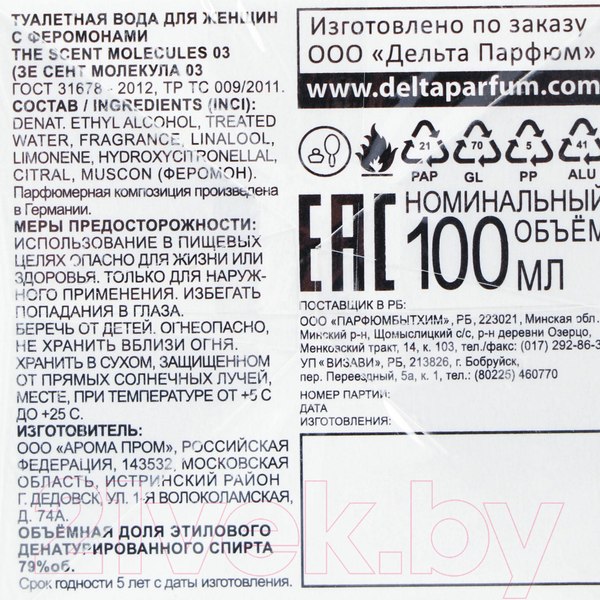 ТУАЛЕТНАЯ ВОДА ДЛЯ ЖЕНЩИН
С ФЕРОМОНАМИ
THE SCENT MOLECULES 03
(ЗЕ СЕНТ МОЛЕКУЛА 03
ГОСТ 31678 - 2012, ТР ТС 009/2011.
СОСТАВ / INGREDIENTS (INCI):
DENAT. ETHYL ALCOHOL, TREATED
WATER, FRAGRANCE, LINALOOL,
LIMONENE, HYDROXYCITRONELLAL,
CITRAL, MUSCON (ФЕРОМОН).
Парфюмерная композиция произведена
в Германии.
МЕРЫ ПРЕДОСТОРОЖНОСТИ:
ИСПОЛЬЗОВАНИЕ В ПИЩЕВЫХ
ЦЕЛЯХ ОПАСНО ДЛЯ ЖИЗНИ ИЛИ
ЗДОРОВЬЯ. ТОЛЬКО ДЛЯ НАРУЖ-
НОГО ПРИМЕНЕНИЯ. ИЗБЕГАТЬ
ПОПАДАНИЯ В ГЛАЗА.
БЕРЕЧЬ ОТ ДЕТЕЙ. ОГНЕОПАСНО,
НЕ ХРАНИТЬ ВБЛИЗИ ОГНЯ.
ХРАНИТЬ В СУХОМ, ЗАЩИЩЕННОМ
ОТ ПРЯМЫХ СОЛНЕЧНЫХ ЛУЧЕЙ,
МЕСТЕ, ПРИ ТЕМПЕРАТУРЕ ОТ +5 С
ДО +25 С.
ИЗГОТОВИТЕЛЬ:
ООО «АРОМА ПРОМ», РОССИЙСКАЯ
ФЕДЕРАЦИЯ, 143532, МОСКОВСКАЯ
ОБЛАСТЬ, ИСТРИНСКИЙ РАЙОН
Г. ДЕДОВСК, УЛ. 1-Я ВОЛОКОЛАМСКАЯ,
Д. 74А.
ОБЪЁМНАЯ ДОЛЯ ЭТИЛОВОГО
ДЕНАТУРИРОВАННОГО СПИРТА
79%об.
Срок годности 5 лет с даты изготовления.
Изготовлено по заказу
ООО «Дельта Парфюм»
www.deltaparfum.com
21 70 5 41
PAP GL PP ALU
EAC
НОМИНАЛЬНЫЙ
ОБЪЁМ
100 МЛ
ПОСТАВЩИК В РБ:
ООО «ПАРФЮМБЫТХИМ», РБ, 223021, Минская обл.
Минский р-н, Щомыслицкий с/с, р-н деревни Озерцо,
Менковский тракт, 14, к. 103, тел./факс: (017) 292-86-3
УП «ВИЗАВИ», РБ, 213826, г. Бобруйск,
пер. Переездный, 5а, к. 1, тел.: (80225) 460770
НОМЕР ПАРТИИ:
ДАТА
ИЗГОТОВЛЕНИЯ:
21vek.by